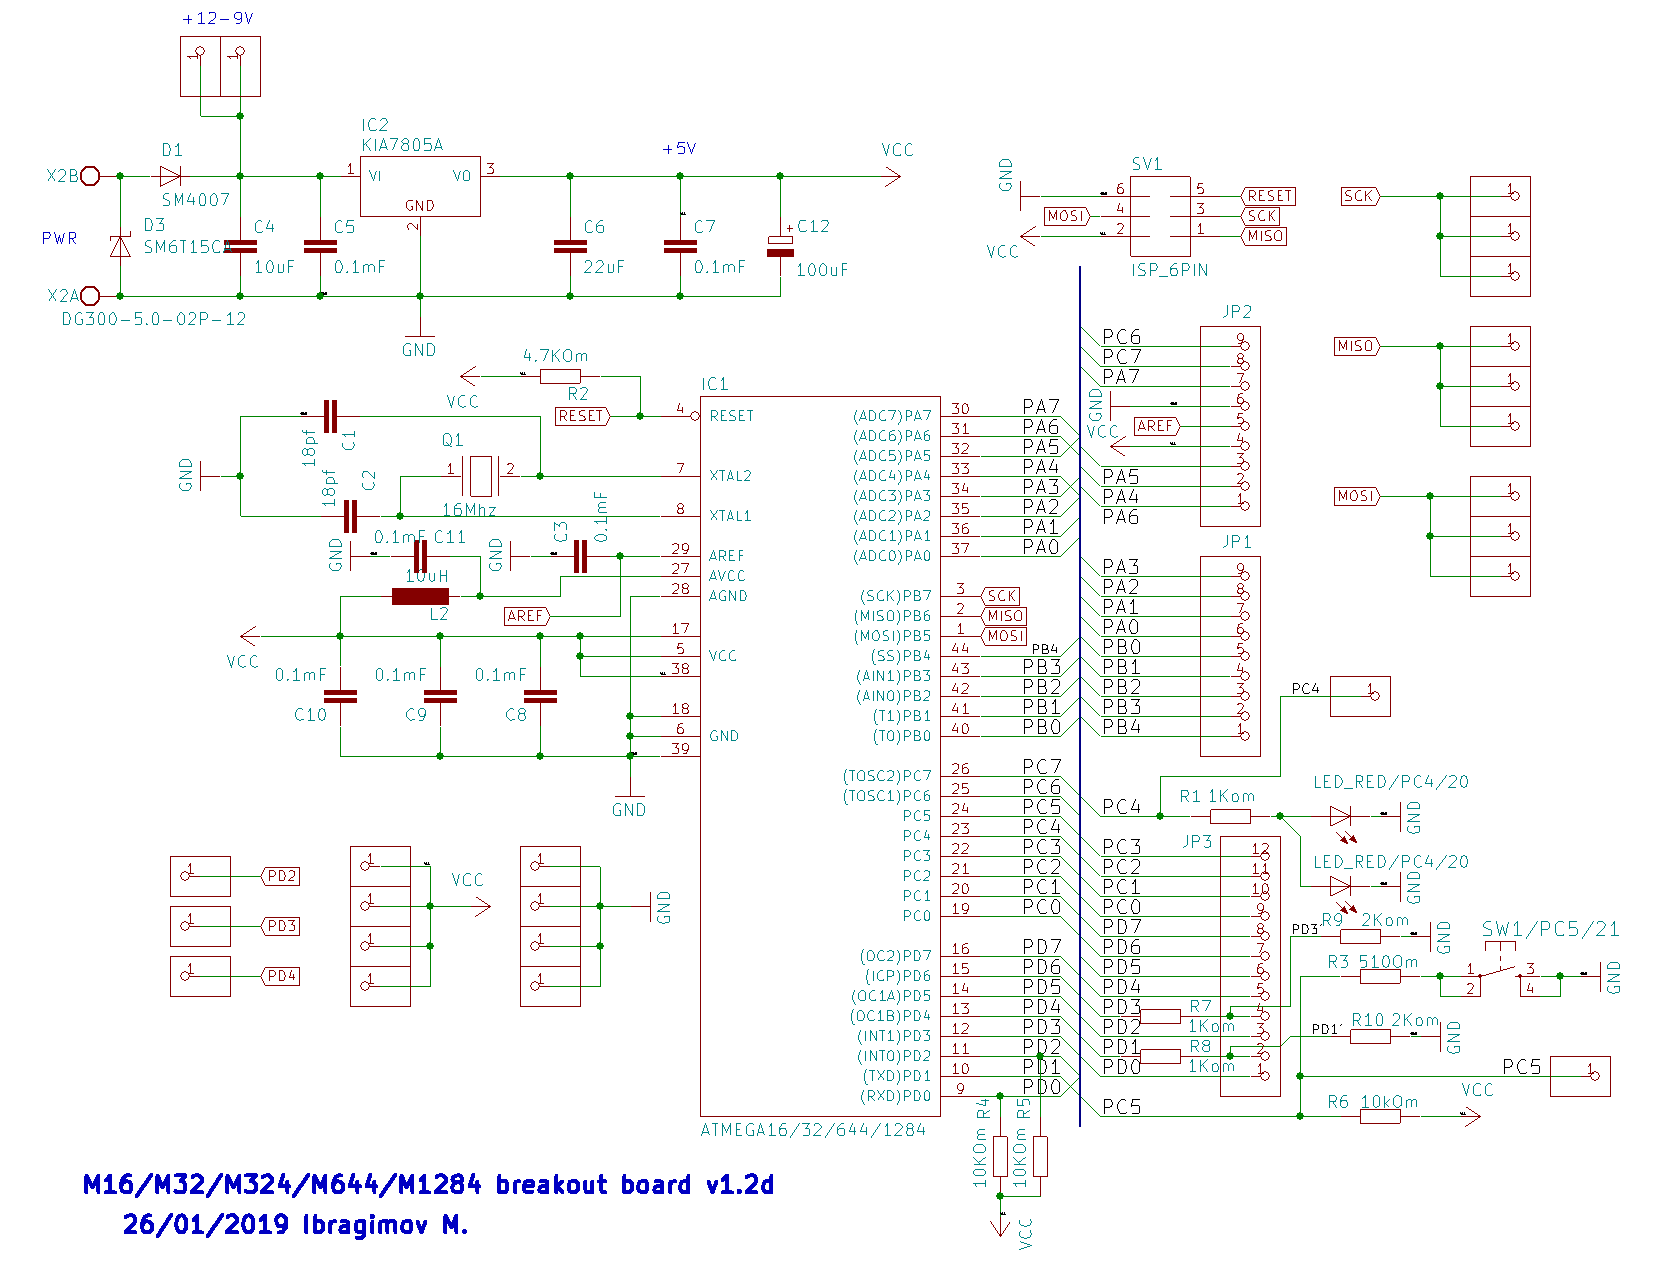 +12-9V
1 1
IC2
KIA7805A
D1
+5V
VCC
X2B
1 VI VO 3
SM4007
GND
2
D3
PWR
SM6T15CA
C4
10uF
C5
0.1mF
C6
22uF
C7
0.1mF
+
C12
100uF
X2A
DG300-5.0-02P-12
GND
SV1
GND
6 5
RESET
MOSI
4 3
SCK
VCC
2 1
MISO
ISP_6PIN
SCK
1
1
1
MISO
1
1
1
MOSI
1
1
1
JP2
PC6 9
PC7 8
PA7 7
GND 6
AREF 5
VCC 4
3
PA5 2
PA4 1
PA6
4.7KOm
R2
VCC
RESET
18pf
C1
Q1
1 2
16Mhz
GND
18pf
C2
0.1mF C11
GND
10uH
L2
GND
C3
0.1mF
AREF
VCC
0.1mF
C10
0.1mF
C9
0.1mF
C8
GND
IC1
4 RESET
7 XTAL2
8 XTAL1
29 AREF
27 AVCC
28 AGND
17
5 VCC
38
18
6 GND
39
(ADC7)PA7 30 PA7
(ADC6)PA6 31 PA6
(ADC5)PA5 32 PA5
(ADC4)PA4 33 PA4
(ADC3)PA3 34 PA3
(ADC2)PA2 35 PA2
(ADC1)PA1 36 PA1
(ADC0)PA0 37 PA0
(SCK)PB7 3 SCK
(MISO)PB6 2 MISO
(MOSI)PB5 1 MOSI
(SS)PB4 44 PB4
(AIN1)PB3 43 PB3
(AIN0)PB2 42 PB2
(T1)PB1 41 PB1
(T0)PB0 40 PB0
(TOSC2)PC7 26 PC7
(TOSC1)PC6 25 PC6
PC5 24 PC5
PC4 23 PC4
PC3 22 PC3
PC2 21 PC2
PC1 20 PC1
PC0 19 PC0
(OC2)PD7 16 PD7
(ICP)PD6 15 PD6
(OC1A)PD5 14 PD5
(OC1B)PD4 13 PD4
(INT1)PD3 12 PD3
(INT0)PD2 11 PD2
(TXD)PD1 10 PD1
(RXD)PD0 9 PD0
ATMEGA16/32/644/1284
JP1
PA3 9
PA2 8
PA1 7
PA0 6
PB0 5
PB1 4
PB2 3
PB3 2
PB4 1
PC4 1
PC4
R1 1Kom
LED_RED/PC4/20
GND
LED_RED/PC4/20
GND
JP3
PC3 12
PC2 11
PC1 10
PC0 9
PD7 8
PD6 7
PD5 6
PD4 5
PD3 R7 1Kom 4
PD2 3
PD1 R8 1Kom 2
PD0 1
PC5
PD3'
R9 2Kom
GND
R3 510Om
SW1/PC5/21
1 3
2 4
GND
PD1'
R10 2Kom
GND
PC5 1
R6 10kOm
VCC
10KOm R4
10KOm R5
VCC
1 PD2
1 PD3
1 PD4
1
1
1
1
VCC
1
1
1
1
GND
M16/M32/M324/M644/M1284 breakout board v1.2d
26/01/2019 Ibragimov M.